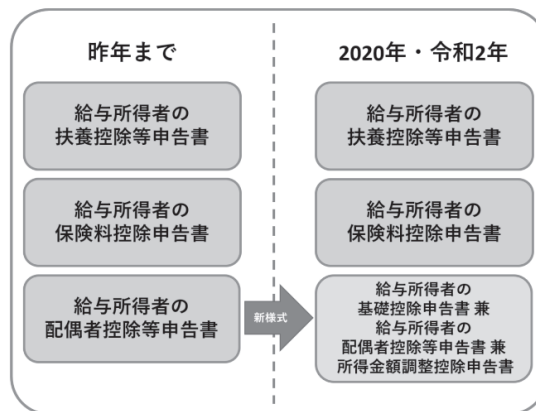 昨年まで
給与所得者の
扶養控除等申告書
給与所得者の
保険料控除申告書
給与所得者の
配偶者控除等申告書
新様式
2020年・令和2年
給与所得者の
扶養控除等申告書
給与所得者の
保険料控除申告書
給与所得者の
基礎控除申告書 兼
給与所得者の
配偶者控除等申告書 兼
所得金額調整控除申告書